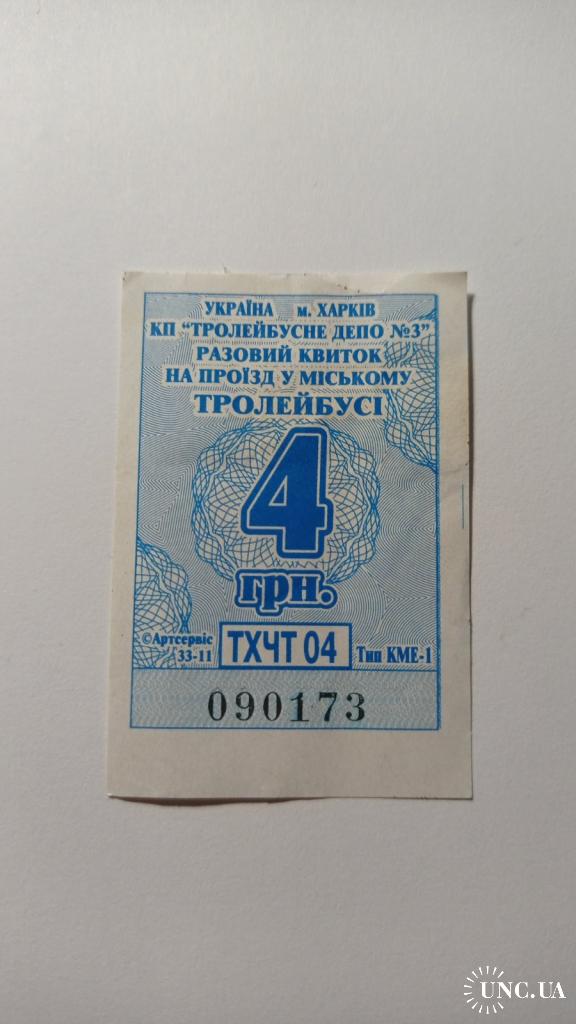 УКРАЇНА м. ХАРКІВ
КП "ТРОЛЕЙБУСНЕ ДЕПО №3"
РАЗОВИЙ КВИТОК
НА ПРОЇЗД У МІСЬКОМУ
ТРОЛЕЙБУСІ
4
грн.
©Артсервіс
33-11
ТХЧТ 04
Тип КМЕ-1
090173
UNC.UA